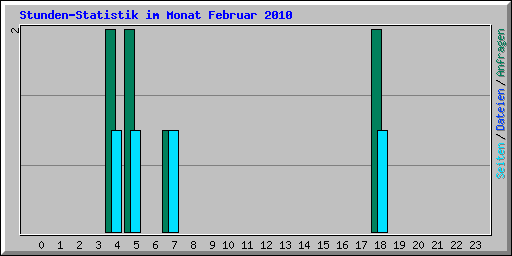 Stunden-Statistik im Monat Februar 2010
2
0 1 2 3 4 5 6 7 8 9 10 11 12 13 14 15 16 17 18 19 20 21 22 23
Seiten/Dateien/Anfragen